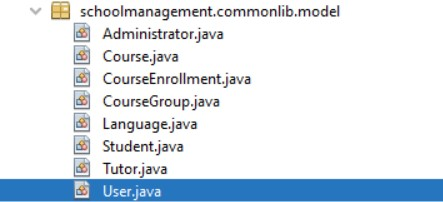 schoolmanagement.commonlib.model
Administrator.java
Course.java
CourseEnrollment.java
CourseGroup.java
Language.java
Student.java
Tutor.java
User.java